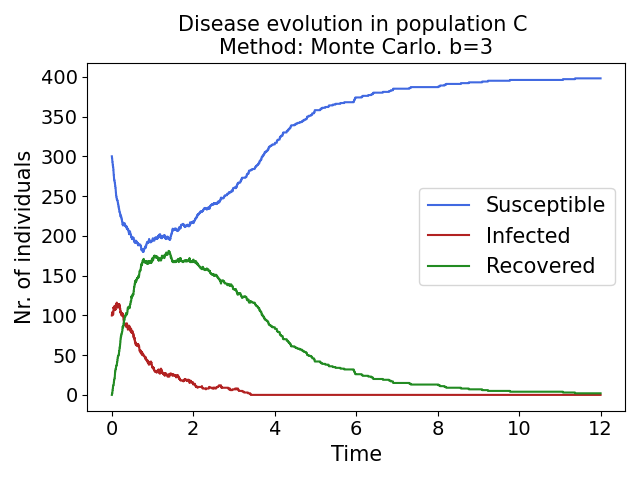 Disease evolution in population C
Method: Monte Carlo. b=3
Nr. of individuals
400
350
300
250
200
150
100
50
0
Susceptible
Infected
Recovered
0 2 4 6 8 10 12
Time